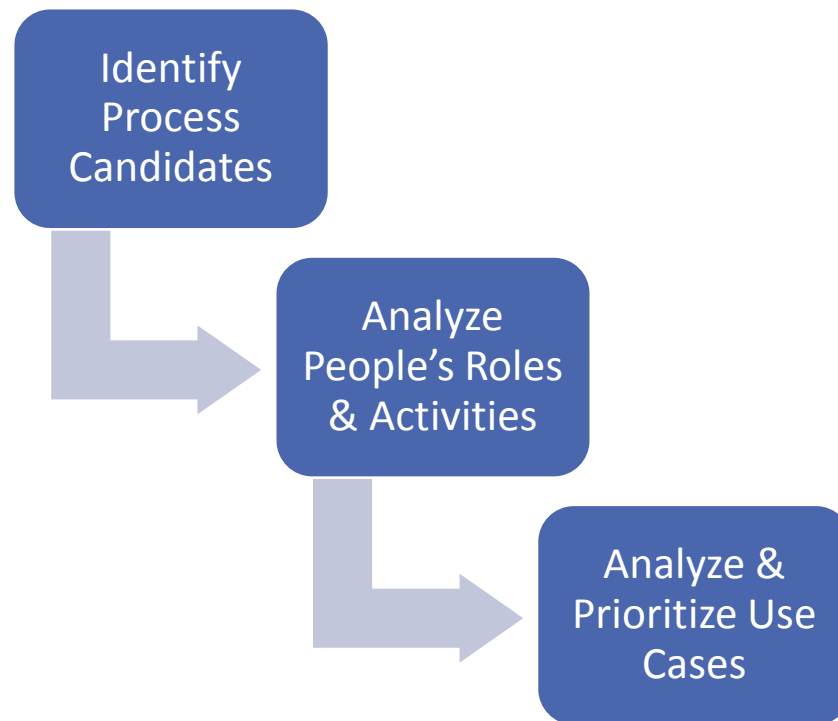 Identify
Process
Candidates
Analyze
People’s Roles
& Activities
Analyze &
Prioritize Use
Cases